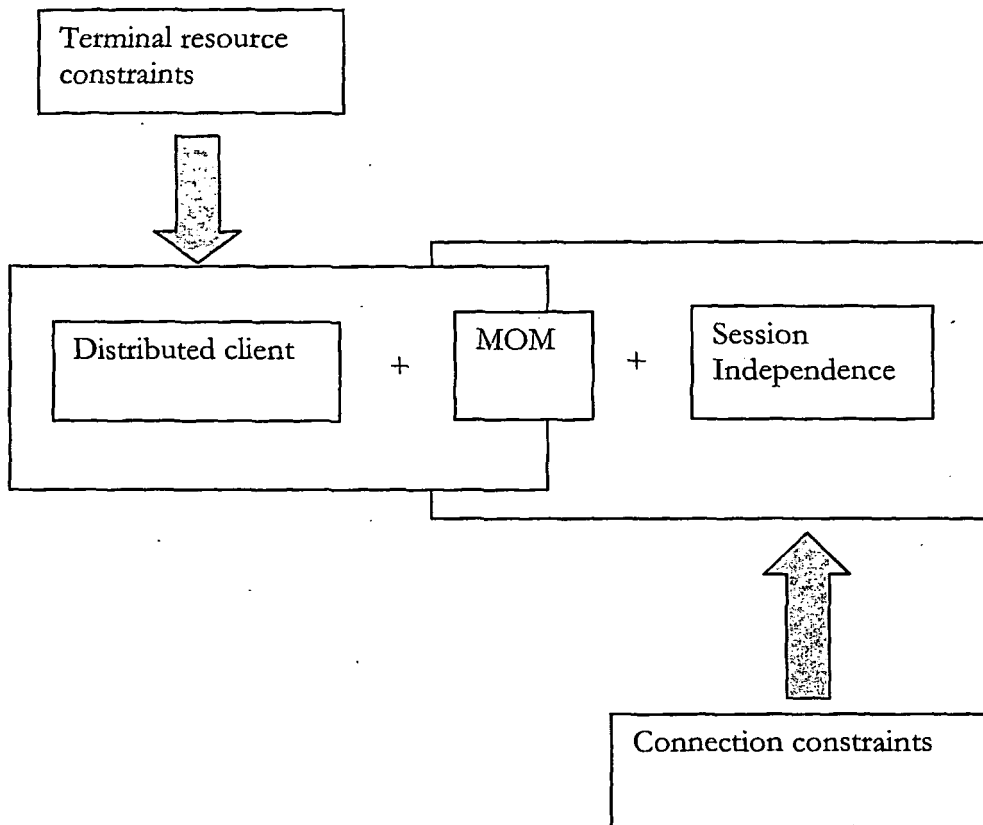 Terminal resource
constraints
Distributed client
+
MOM
+
Session
Independence
Connection constraints